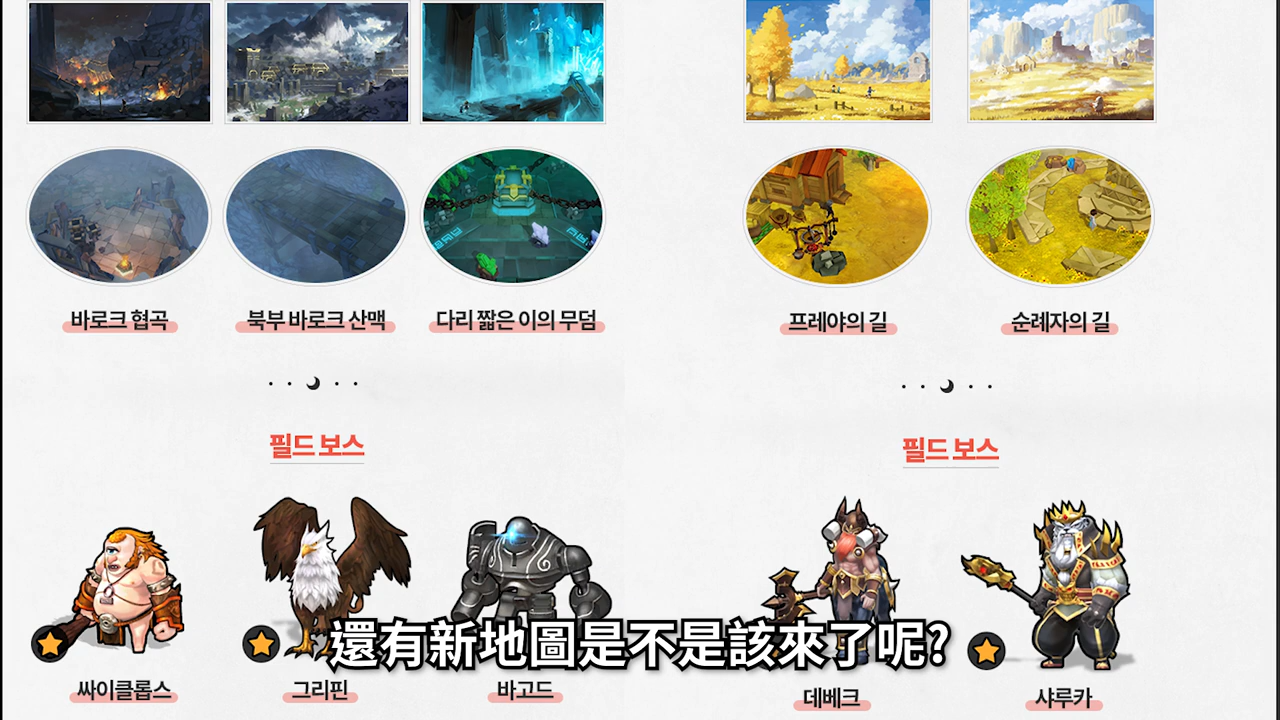 바로크 협곡
북부 바로크 산맥
다리 짧은 이의 무덤
프레야의 길
순례자의 길
필드 보스
필드 보스
還有新地圖是不是該來了呢?
싸이클롭스
그리핀
바고드
데베크
샤루카